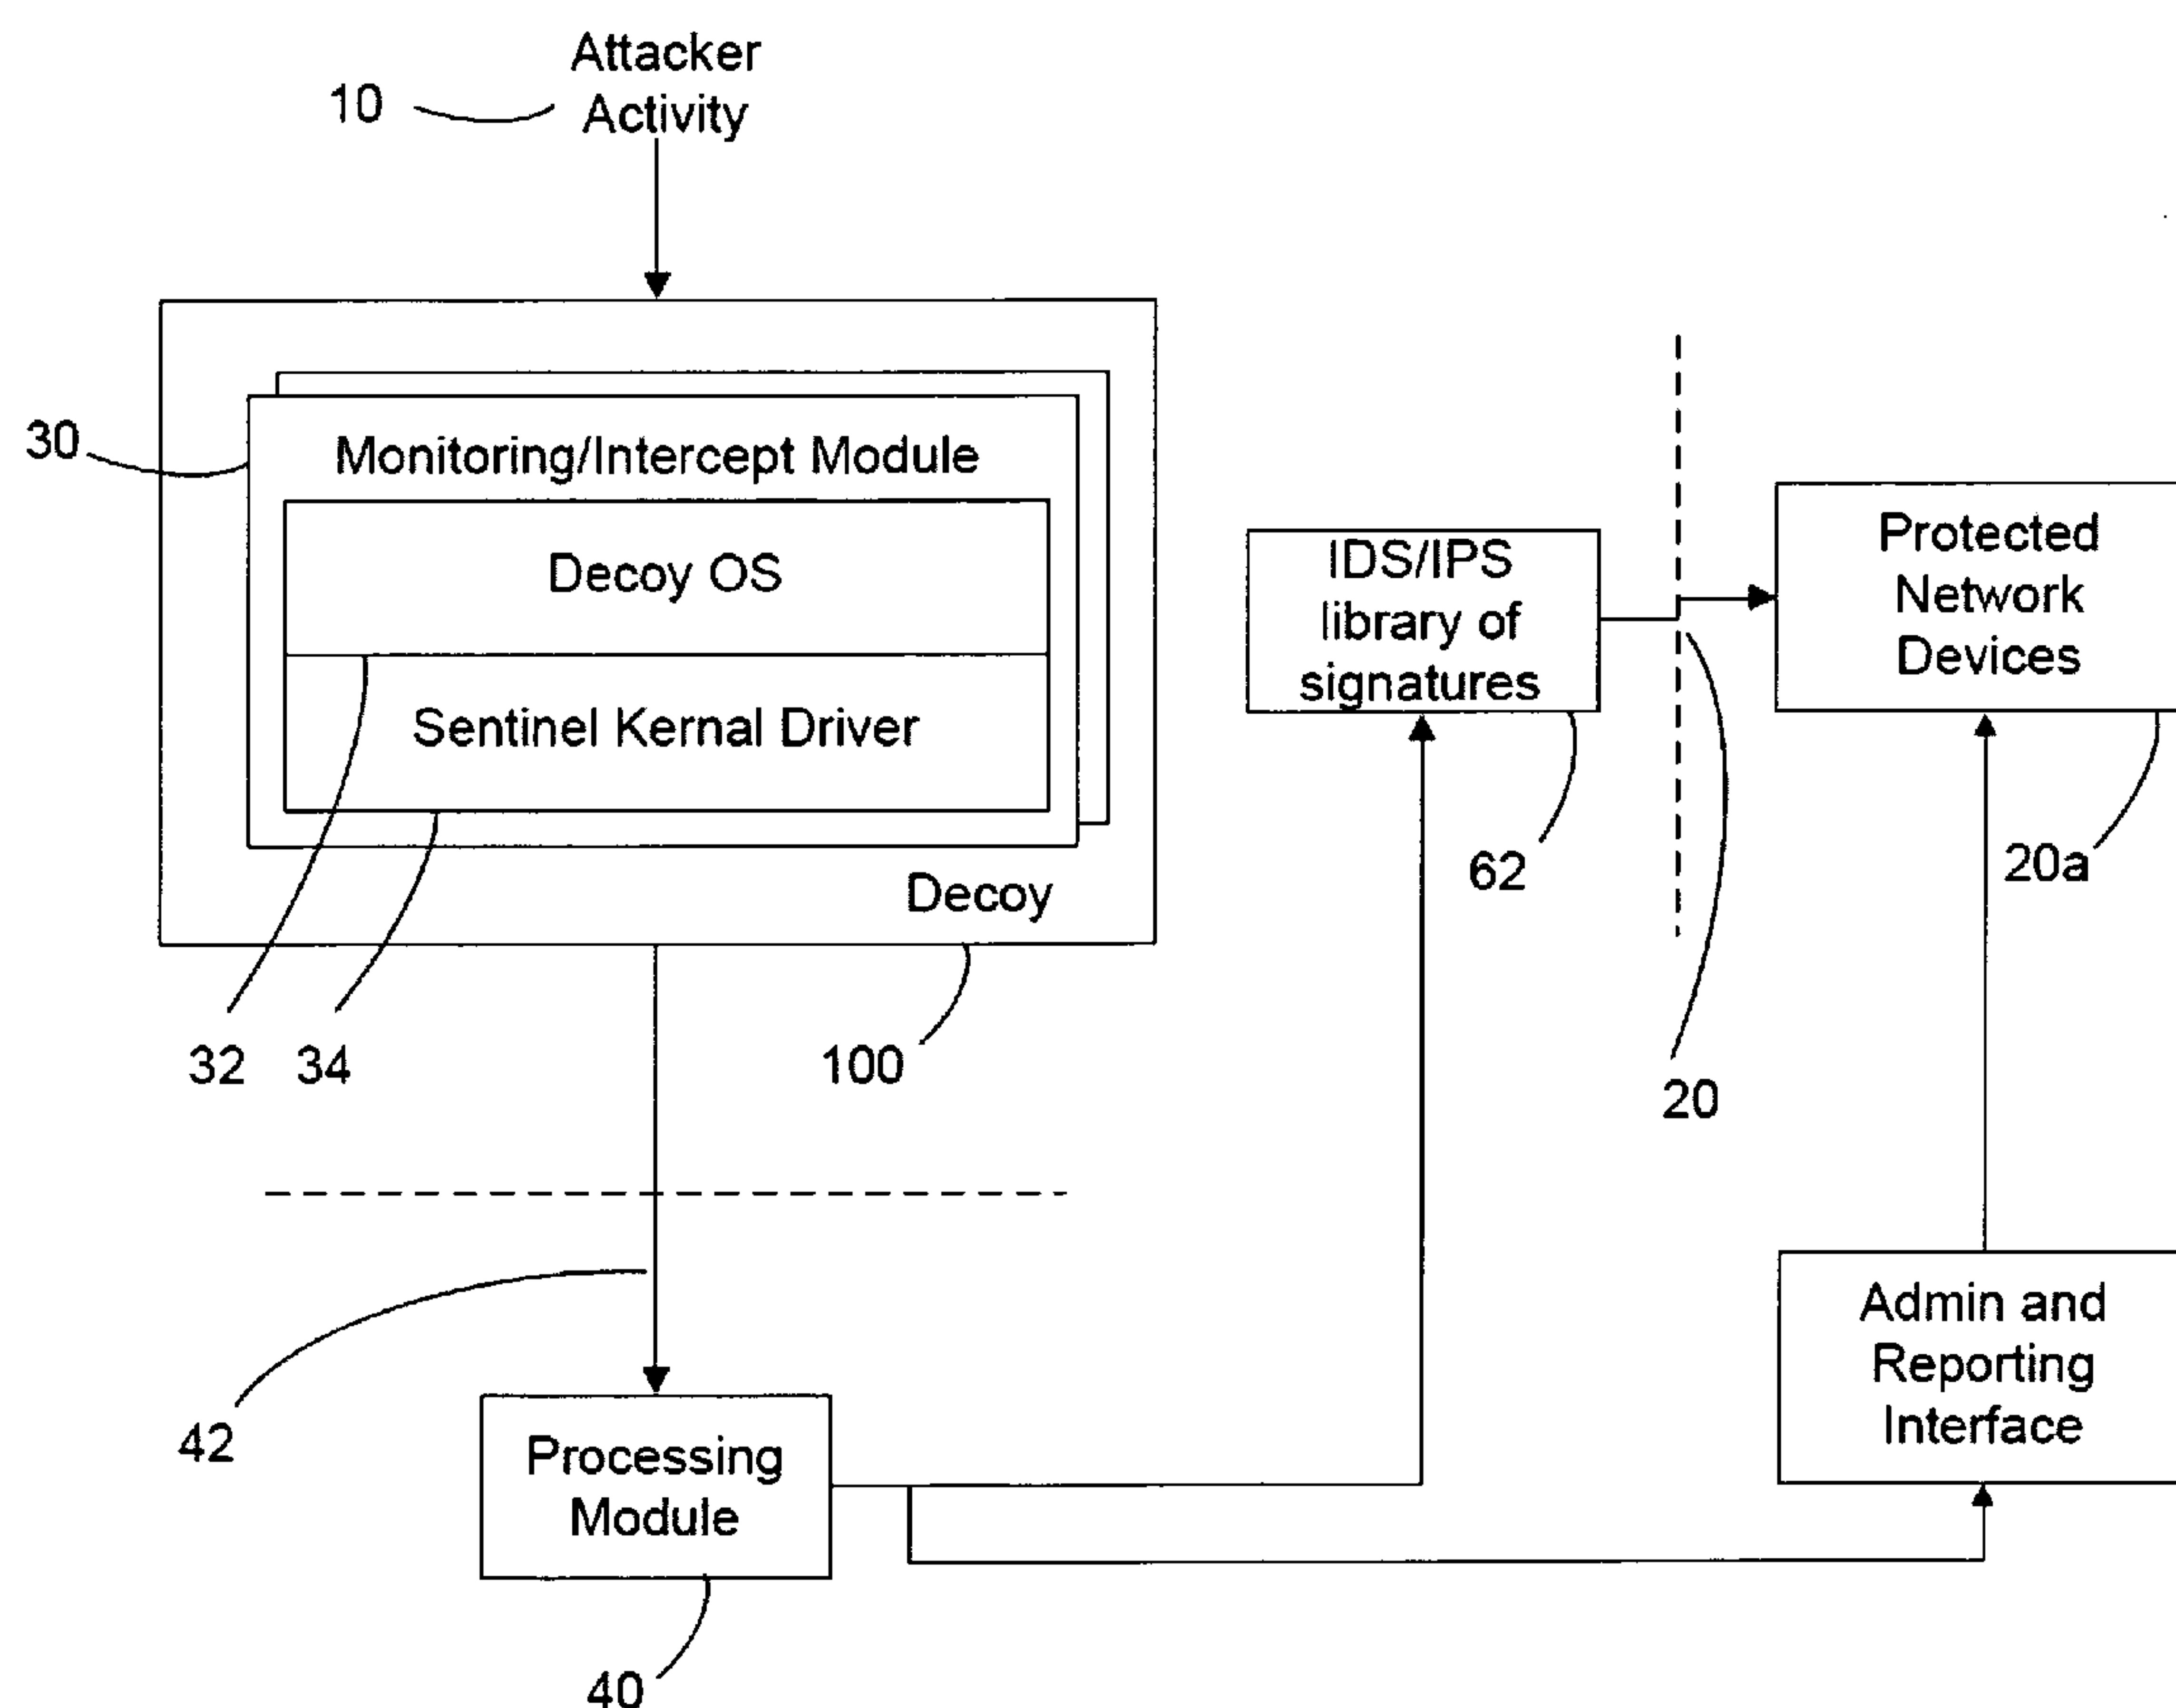 Attacker
Activity
10
30
Monitoring/Intercept Module
Decoy OS
Sentinel Kernal Driver
Decoy
32
34
100
IDS/IPS
library of
signatures
62
Protected
Network
Devices
20a
20
42
Processing
Module
40
Admin and
Reporting
Interface